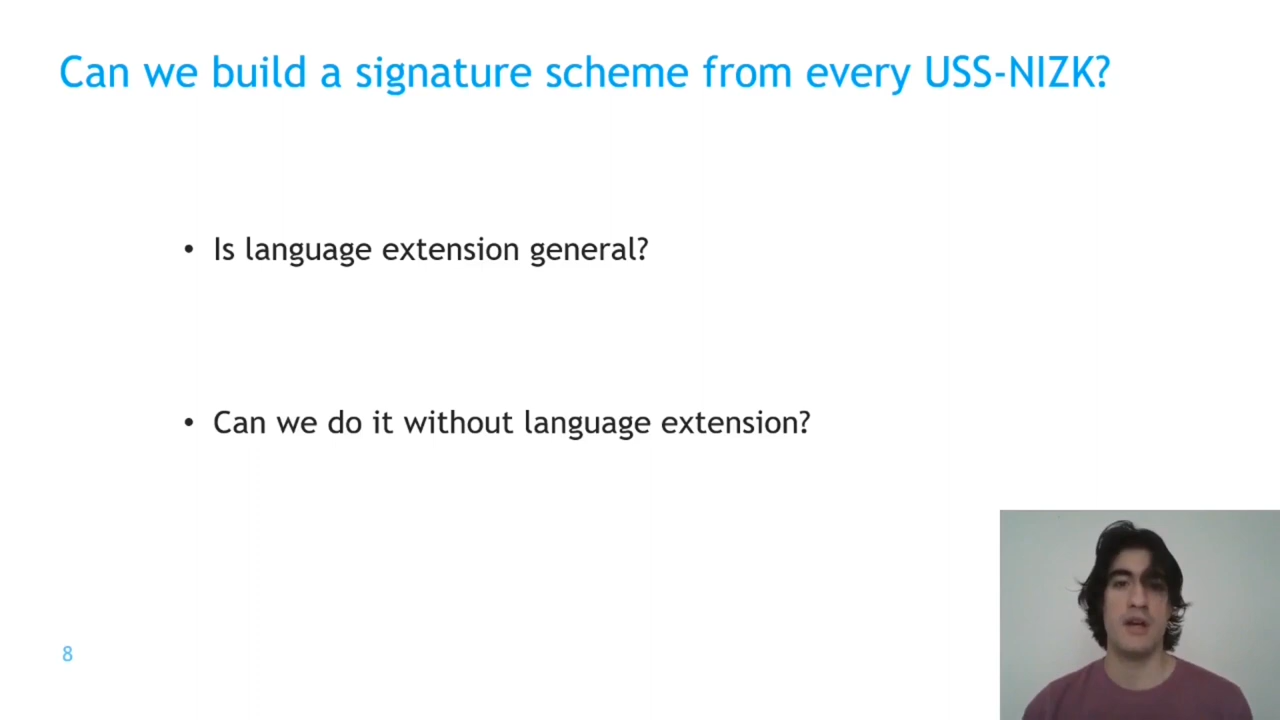 Can we build a signature scheme from every USS-NIZK?
• Is language extension general?
• Can we do it without language extension?
8